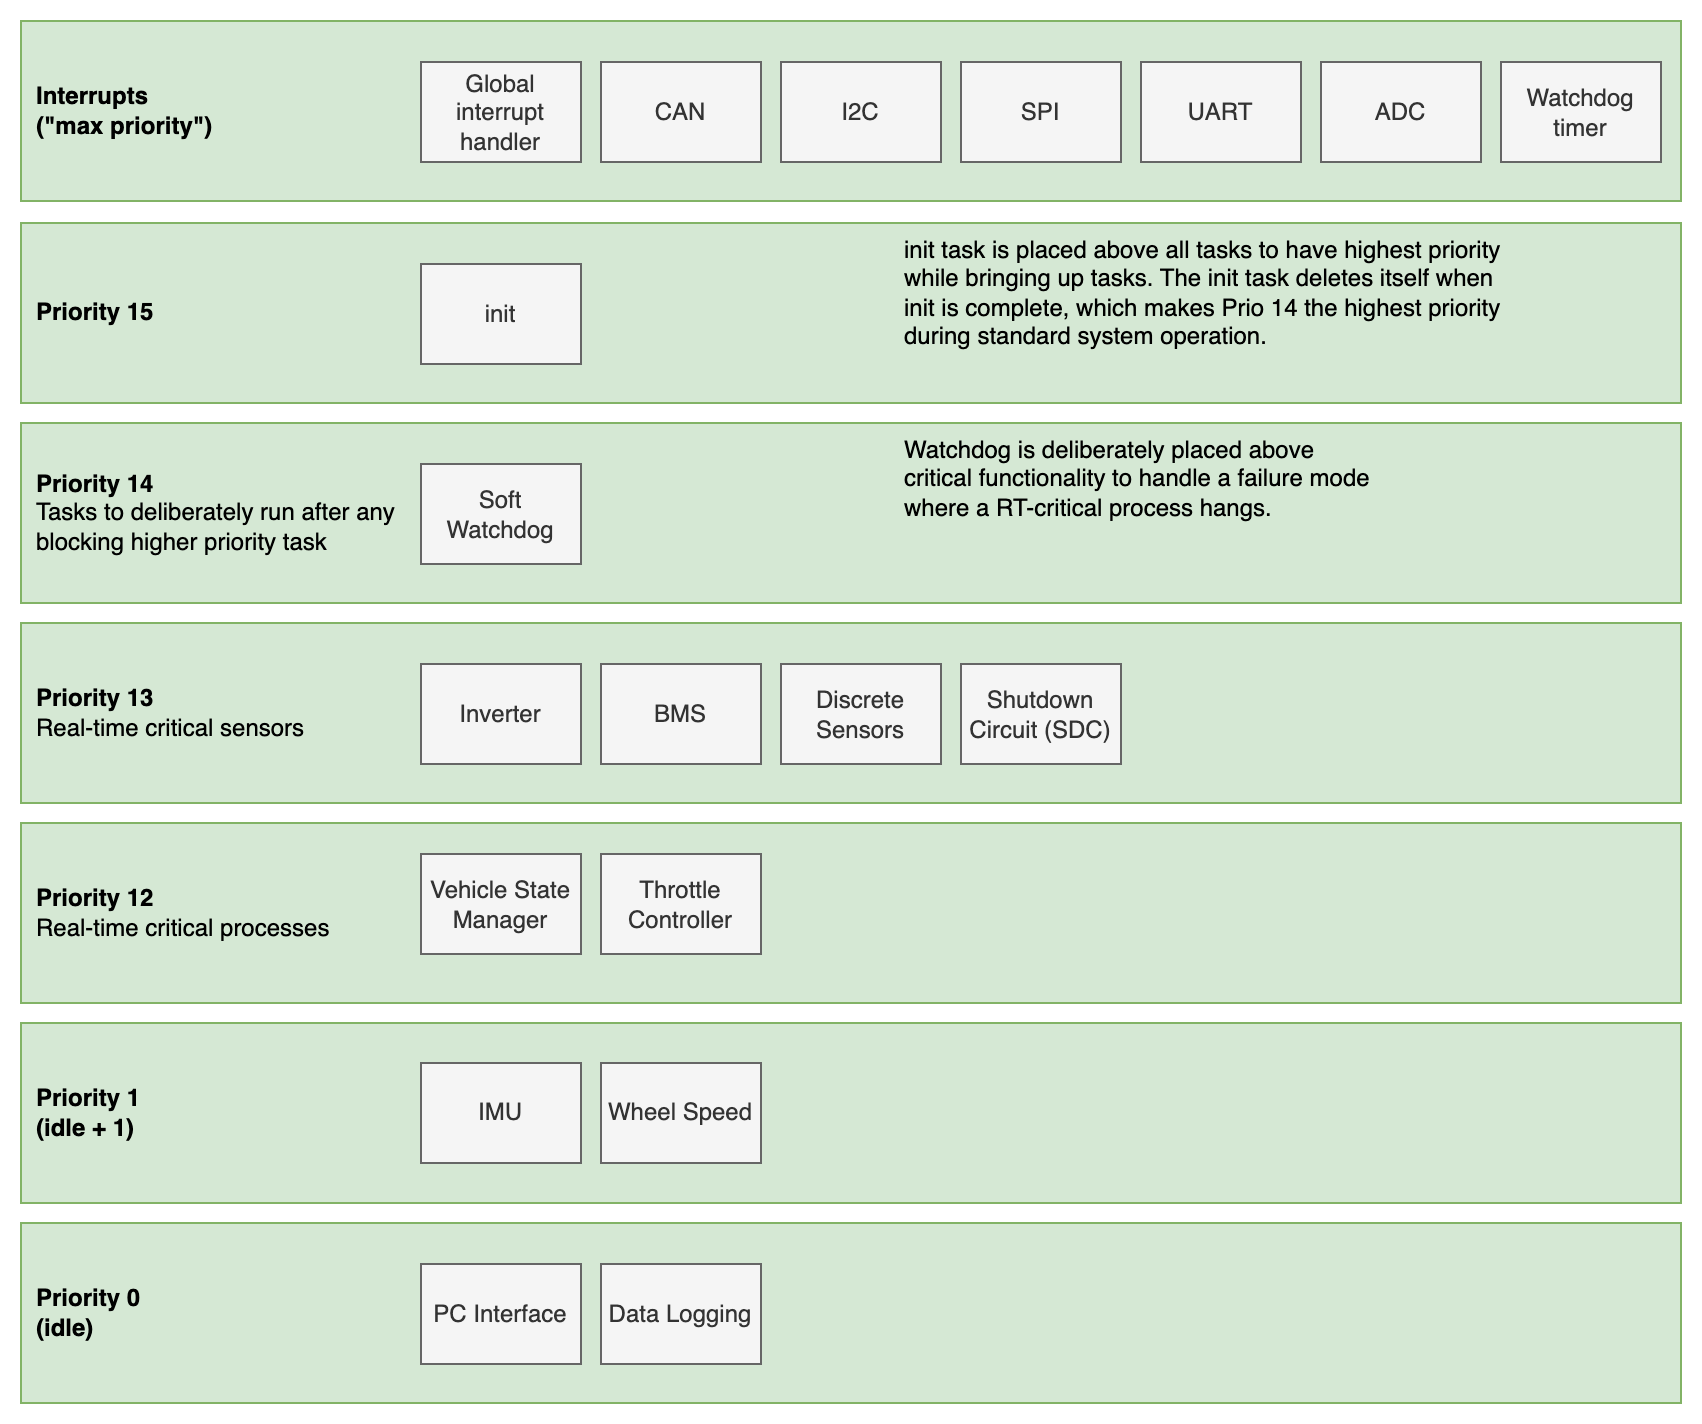 Interrupts
("max priority")
Global
interrupt
handler
CAN
I2C
SPI
UART
ADC
Watchdog
timer
Priority 15
init
init task is placed above all tasks to have highest priority
while bringing up tasks. The init task deletes itself when
init is complete, which makes Prio 14 the highest priority
during standard system operation.
Priority 14
Tasks to deliberately run after any
blocking higher priority task
Soft
Watchdog
Watchdog is deliberately placed above
critical functionality to handle a failure mode
where a RT-critical process hangs.
Priority 13
Real-time critical sensors
Inverter
BMS
Discrete
Sensors
Shutdown
Circuit (SDC)
Priority 12
Real-time critical processes
Vehicle State
Manager
Throttle
Controller
Priority 1
(idle + 1)
IMU
Wheel Speed
Priority 0
(idle)
PC Interface
Data Logging